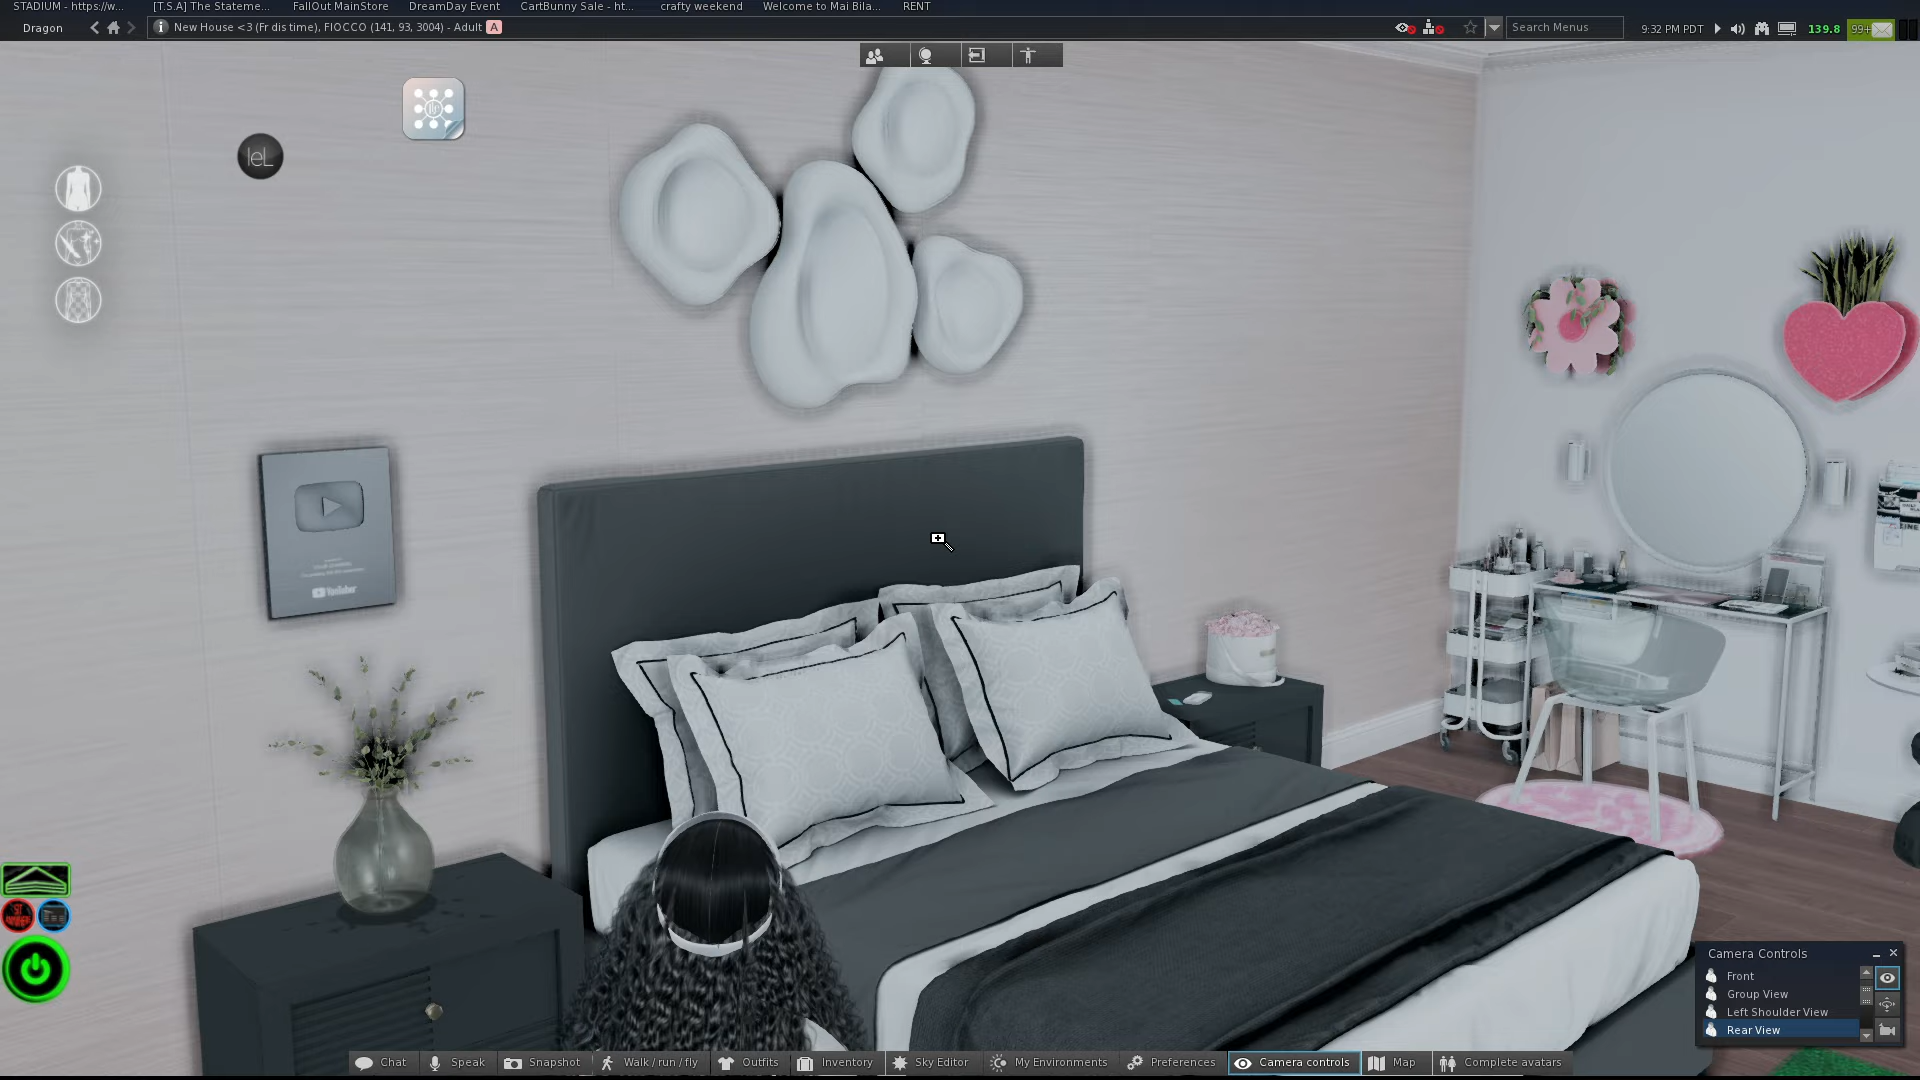 STADIUM - https://w...
[T.S.A] The Stateme...
FallOut MainStore
DreamDay Event
CartBunny Sale - ht...
crafty weekend
Welcome to Mai Bila...
RENT
Dragon
New House <3 (Fr dis time), FIOCCO (141, 93, 3004) - Adult
A
Search Menus
9:32 PM PDT
139.8
99+
leL
YouTube
Camera Controls
Front
Group View
Left Shoulder View
Rear View
Chat
Speak
Snapshot
Walk / run / fly
Outfits
Inventory
Sky Editor
My Environments
Preferences
Camera controls
Map
Complete avatars